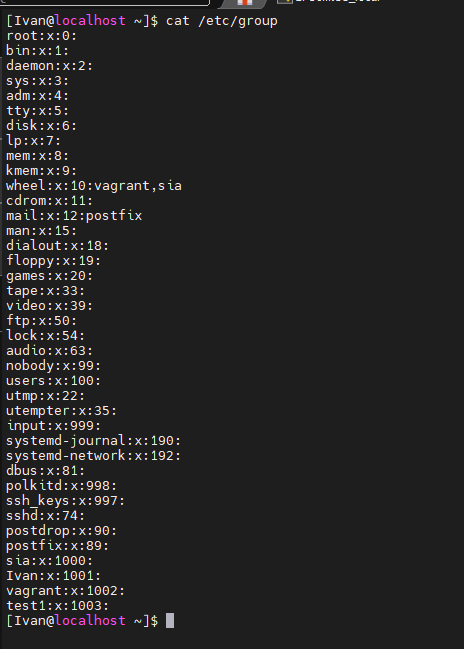 [Ivan@localhost ~]$ cat /etc/group
root:x:0:
bin:x:1:
daemon:x:2:
sys:x:3:
adm:x:4:
tty:x:5:
disk:x:6:
lp:x:7:
mem:x:8:
kmem:x:9:
wheel:x:10:vagrant,sia
cdrom:x:11:
mail:x:12:postfix
man:x:15:
dialout:x:18:
floppy:x:19:
games:x:20:
tape:x:33:
video:x:39:
ftp:x:50:
lock:x:54:
audio:x:63:
nobody:x:99:
users:x:100:
utmp:x:22:
utempter:x:35:
input:x:999:
systemd-journal:x:190:
systemd-network:x:192:
dbus:x:81:
polkitd:x:998:
ssh_keys:x:997:
sshd:x:74:
postdrop:x:90:
postfix:x:89:
sia:x:1000:
Ivan:x:1001:
vagrant:x:1002:
test1:x:1003:
[Ivan@localhost ~]$